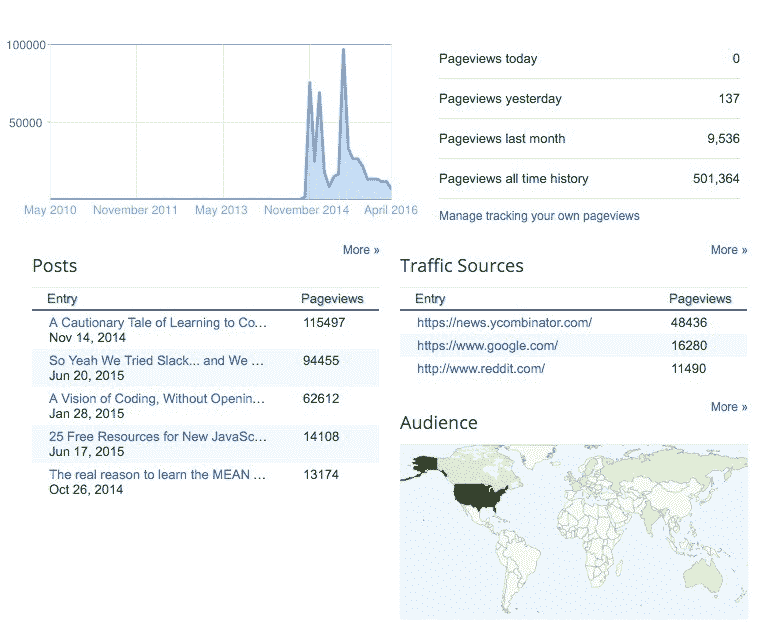 100000
50000
May 2010 November 2011 May 2013 November 2014 April 2016
Pageviews today 0
Pageviews yesterday 137
Pageviews last month 9,536
Pageviews all time history 501,364
Manage tracking your own pageviews
More »
Posts
Entry Pageviews
A Cautionary Tale of Learning to Co... 115497
Nov 14, 2014
So Yeah We Tried Slack... and We ... 94455
Jun 20, 2015
A Vision of Coding, Without Openin... 62612
Jan 28, 2015
25 Free Resources for New JavaSc... 14108
Jun 17, 2015
The real reason to learn the MEAN ... 13174
Oct 26, 2014
More »
Traffic Sources
Entry Pageviews
https://news.ycombinator.com/ 48436
https://www.google.com/ 16280
http://www.reddit.com/ 11490
More »
Audience